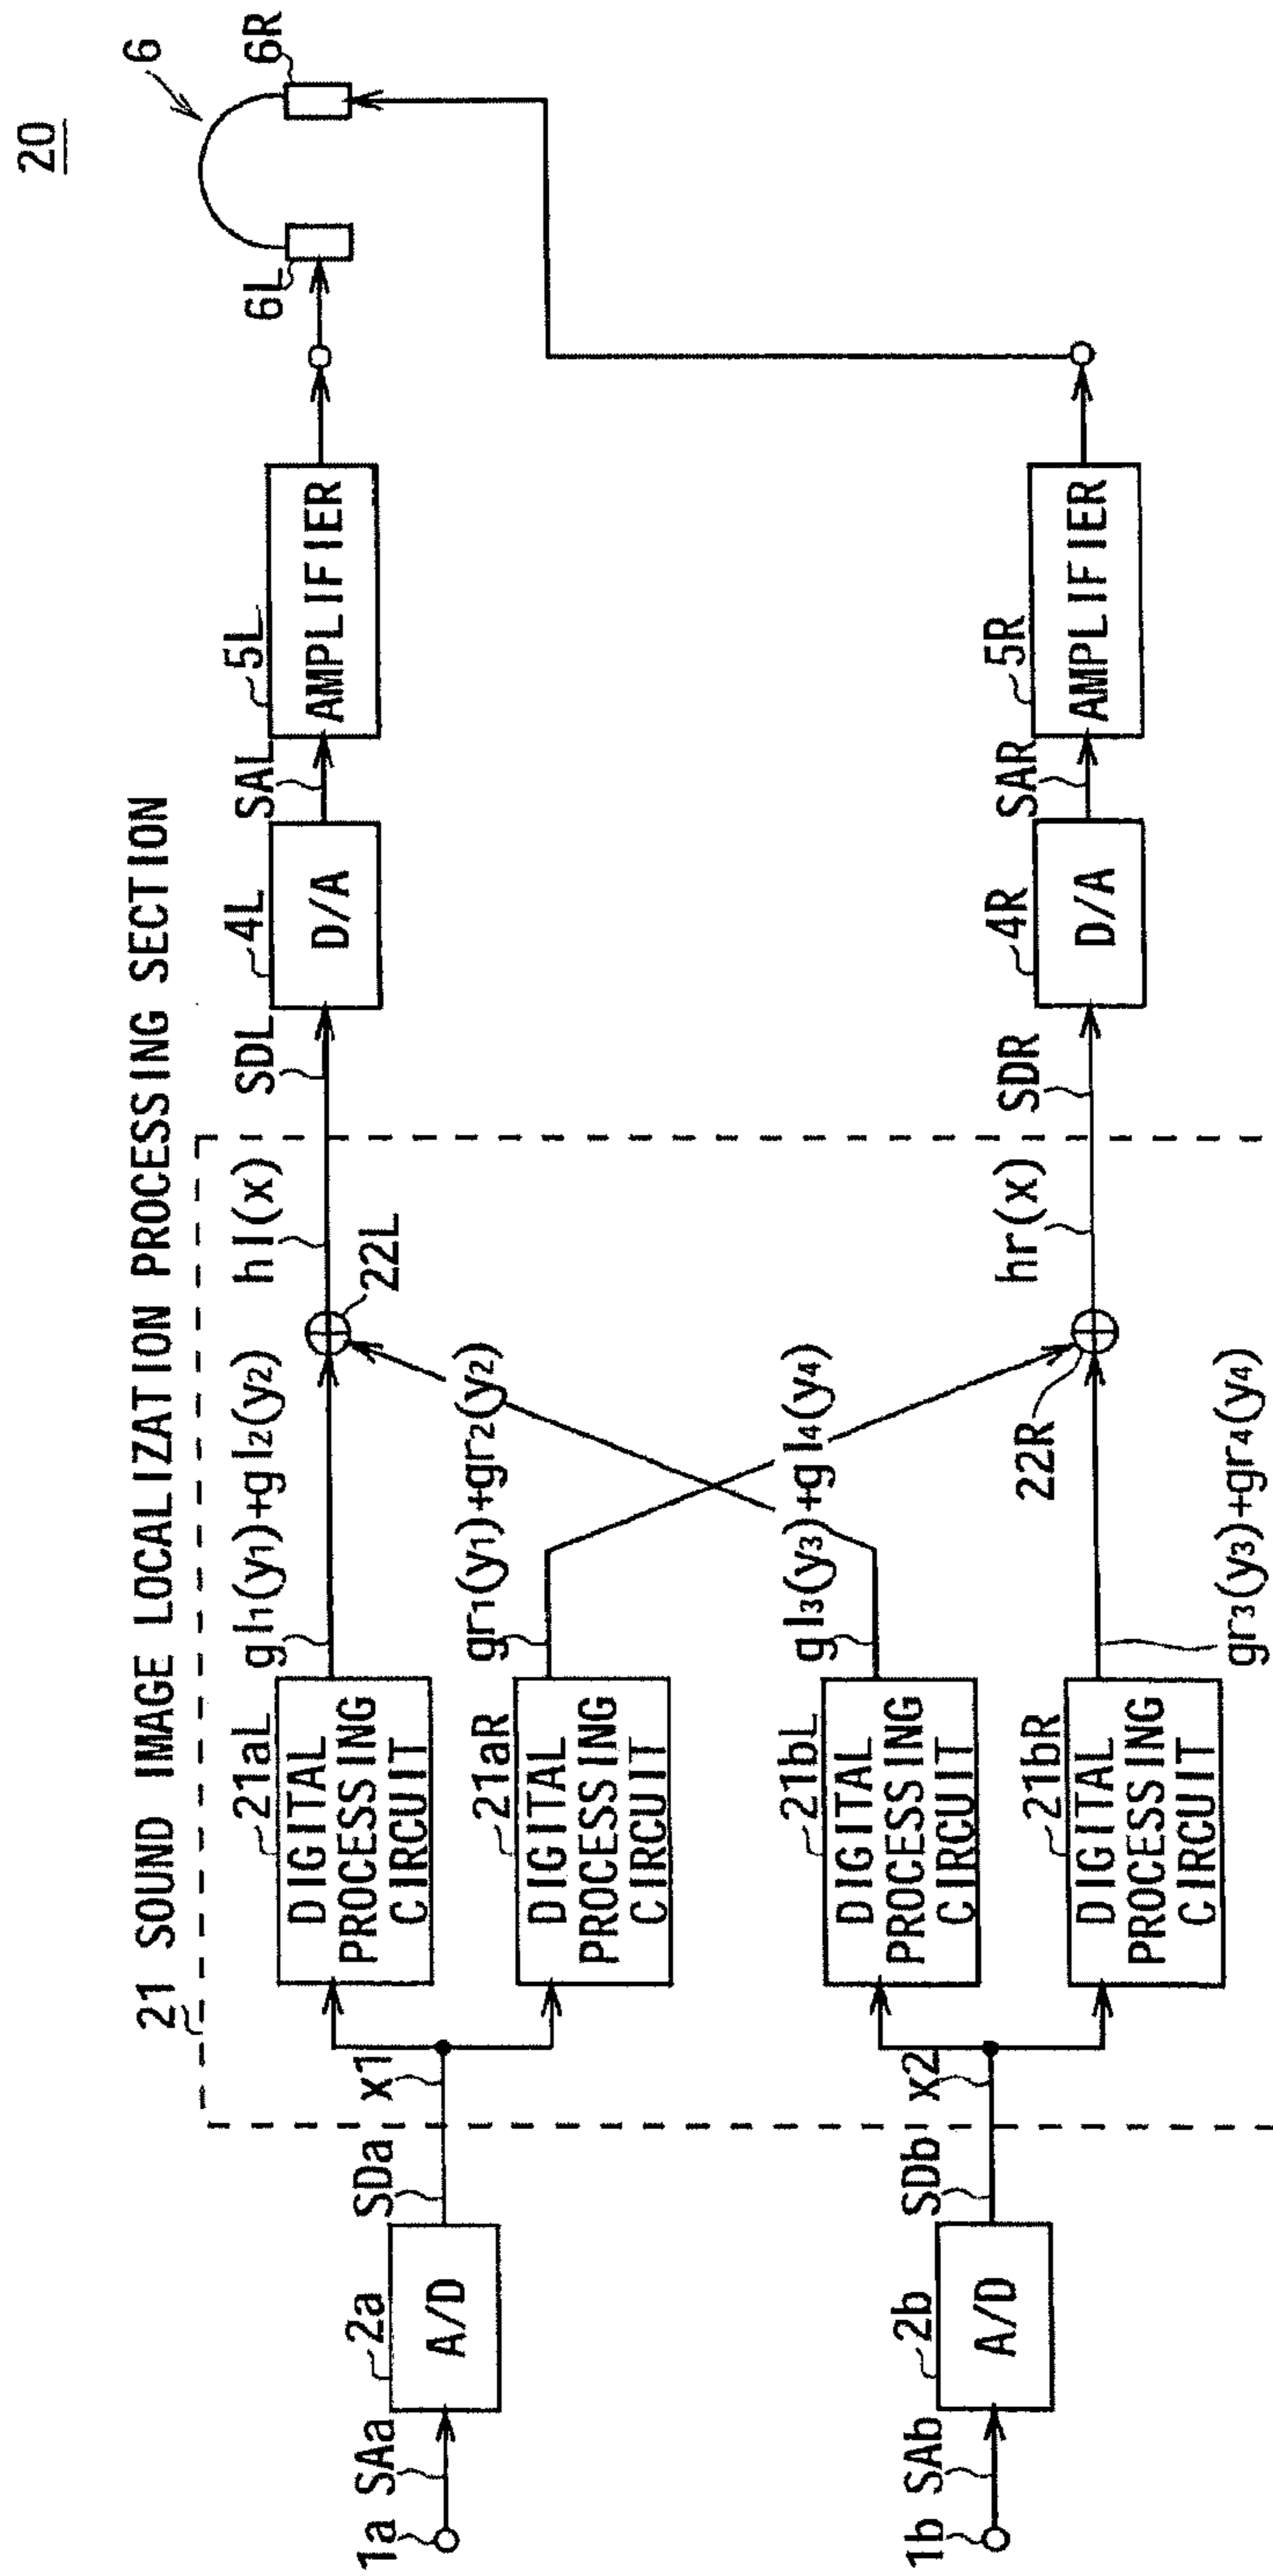 20
21 SOUND IMAGE LOCALIZATION PROCESSING SECTION
1a
SAa
2a
A/D
SDa
x1
21aL
DIGITAL
PROCESSING
CIRCUIT
gl1(y1)+gl2(y2)
22L
hl(x)
SDL
4L
D/A
SAL
5L
AMPLIFIER
6L
6
6R
21aR
DIGITAL
PROCESSING
CIRCUIT
gr1(y1)+gr2(y2)
1b
SAb
2b
A/D
SDb
x2
21bL
DIGITAL
PROCESSING
CIRCUIT
gl3(y3)+gl4(y4)
21bR
DIGITAL
PROCESSING
CIRCUIT
gr3(y3)+gr4(y4)
22R
hr(x)
SDR
4R
D/A
SAR
5R
AMPLIFIER